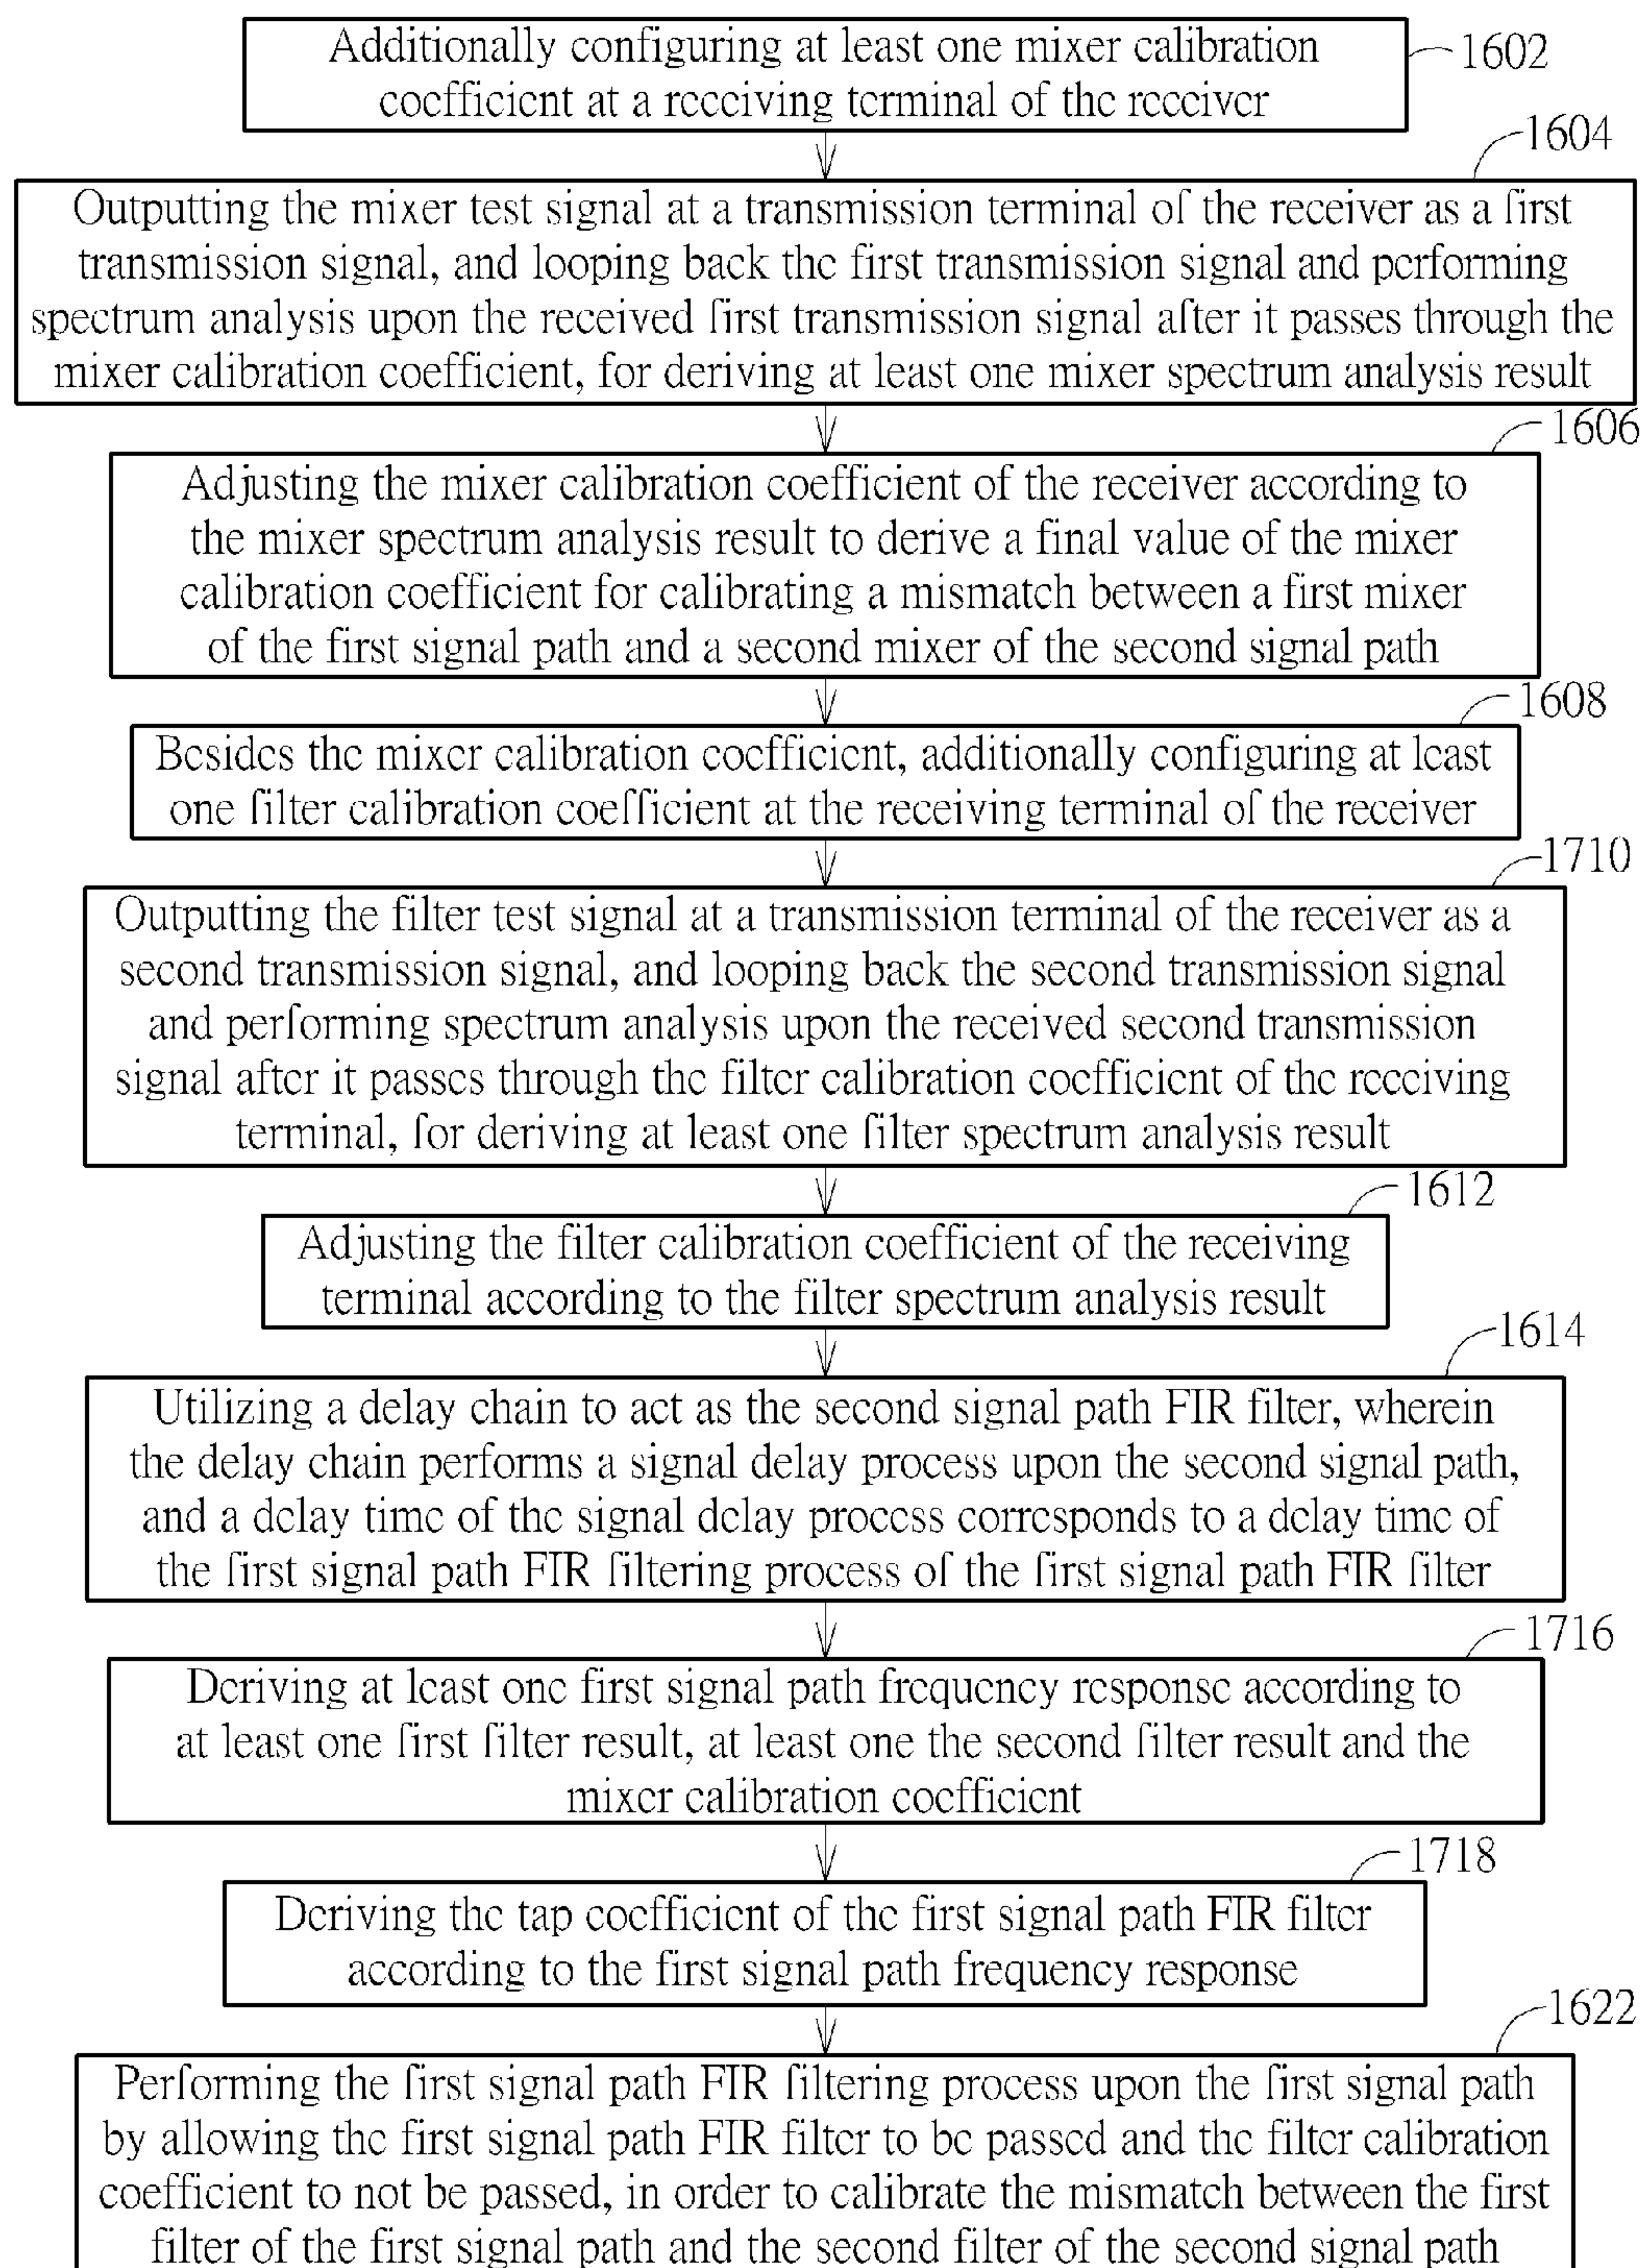 Additionally configuring at least one mixer calibration
coefficient at a receiving terminal of the receiver
1602
1604
Outputting the mixer test signal at a transmission terminal of the receiver as a first
transmission signal, and looping back the first transmission signal and performing
spectrum analysis upon the received first transmission signal after it passes through the
mixer calibration coefficient, for deriving at least one mixer spectrum analysis result
1606
Adjusting the mixer calibration coefficient of the receiver according to
the mixer spectrum analysis result to derive a final value of the mixer
calibration coefficient for calibrating a mismatch between a first mixer
of the first signal path and a second mixer of the second signal path
1608
Besides the mixer calibration coefficient, additionally configuring at least
one filter calibration coefficient at the receiving terminal of the receiver
1710
Outputting the filter test signal at a transmission terminal of the receiver as a
second transmission signal, and looping back the second transmission signal
and performing spectrum analysis upon the received second transmission
signal after it passes through the filter calibration coefficient of the receiving
terminal, for deriving at least one filter spectrum analysis result
1612
Adjusting the filter calibration coefficient of the receiving
terminal according to the filter spectrum analysis result
1614
Utilizing a delay chain to act as the second signal path FIR filter, wherein
the delay chain performs a signal delay process upon the second signal path,
and a delay time of the signal delay process corresponds to a delay time of
the first signal path FIR filtering process of the first signal path FIR filter
1716
Deriving at least one first signal path frequency response according to
at least one first filter result, at least one the second filter result and the
mixer calibration coefficient
1718
Deriving the tap coefficient of the first signal path FIR filter
according to the first signal path frequency response
1622
Performing the first signal path FIR filtering process upon the first signal path
by allowing the first signal path FIR filter to be passed and the filter calibration
coefficient to not be passed, in order to calibrate the mismatch between the first
filter of the first signal path and the second filter of the second signal path